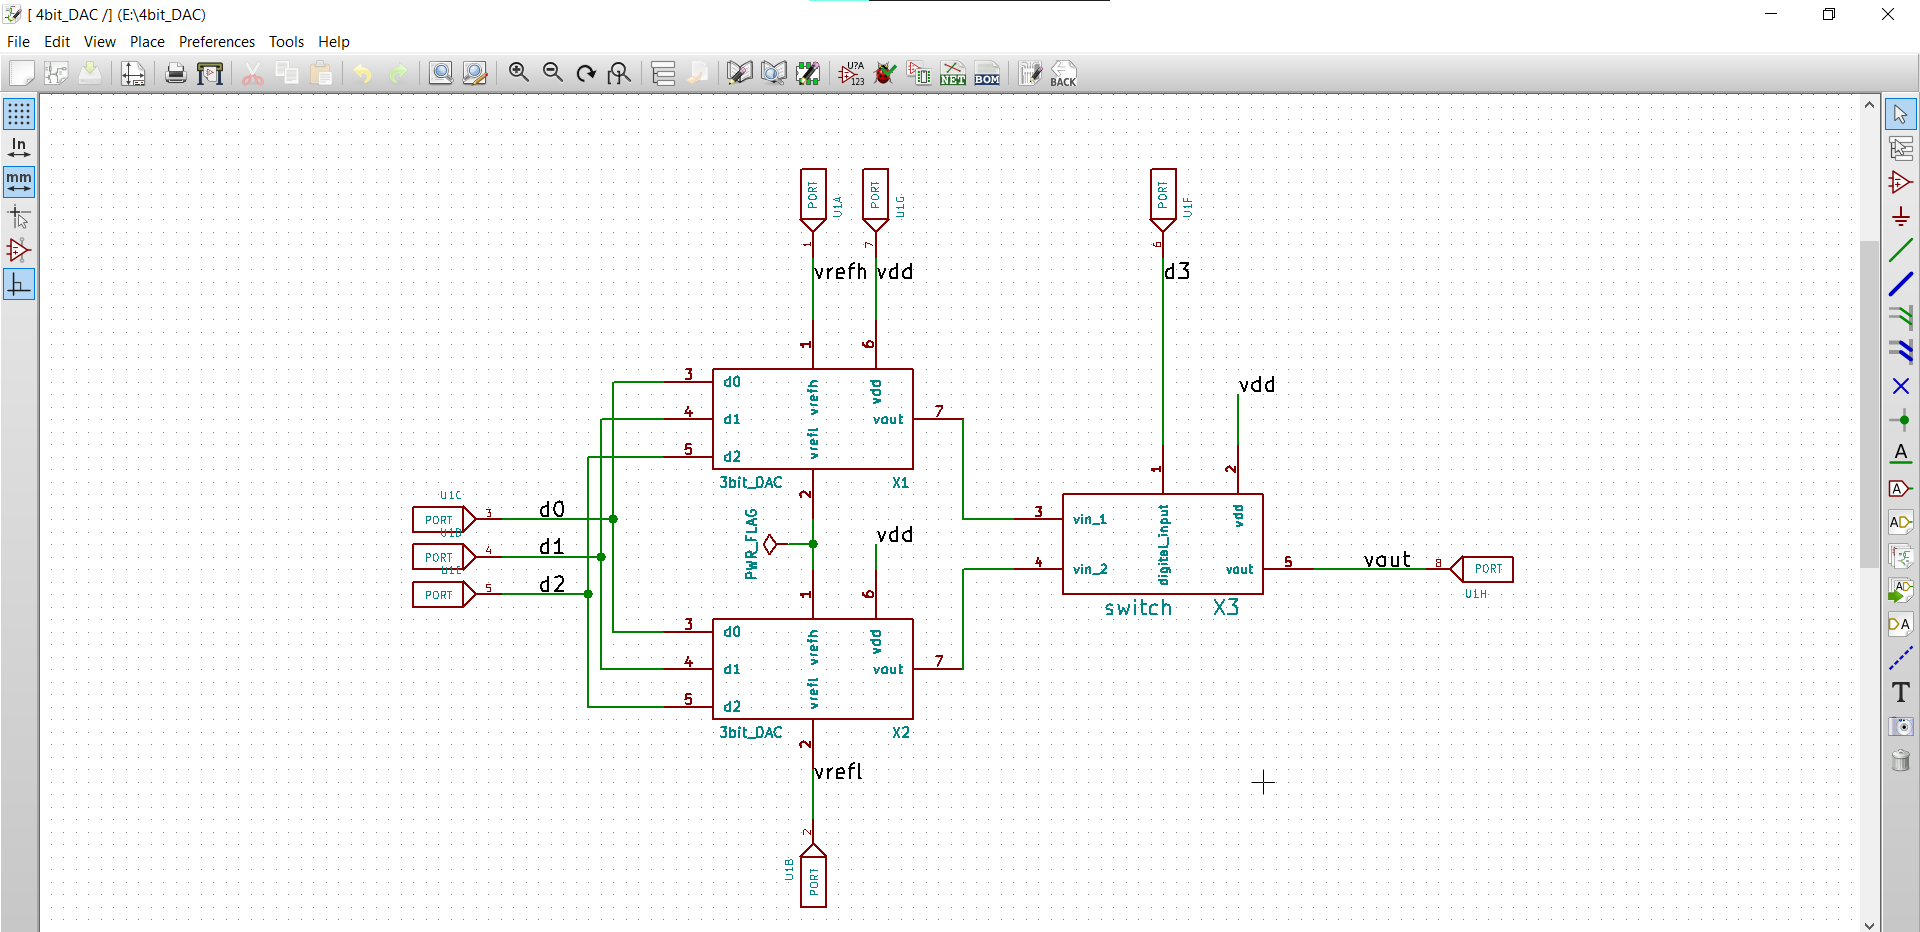 [ 4bit_DAC /] (E:\4bit_DAC)
File Edit View Place Preferences Tools Help
U?A
123
NET
BOM
BACK
In
mm
A
A
AD
AD
DA
T
PORT
U1A
1
vrefh
PORT
U1G
7
vdd
PORT
U1F
6
d3
1
6
3 d0
4 d1
5 d2
vrefh
vrefl
vdd
vout 7
3bit_DAC X1
2
PWR_FLAG
vdd
U1C
PORT 3 d0
U1D
PORT 4 d1
U1E
PORT 5 d2
1
6
3 d0
4 d1
5 d2
vrefh
vrefl
vdd
vout 7
3bit_DAC X2
2
vrefl
2
U1B
PORT
vdd
1
2
3 vin_1
4 vin_2
digital_input
vdd
vout 5
switch X3
vout 8 PORT
U1H